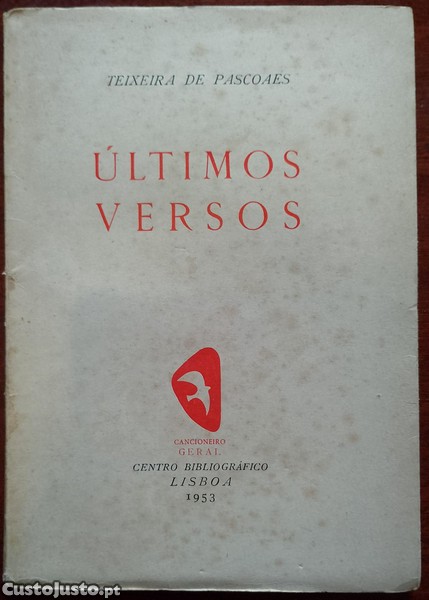 TEIXEIRA DE PASCOAES
ÚLTIMOS
VERSOS
CANCIONEIRO
GERAL
CENTRO BIBLIOGRÁFICO
LISBOA
1953
CustoJusto.pt